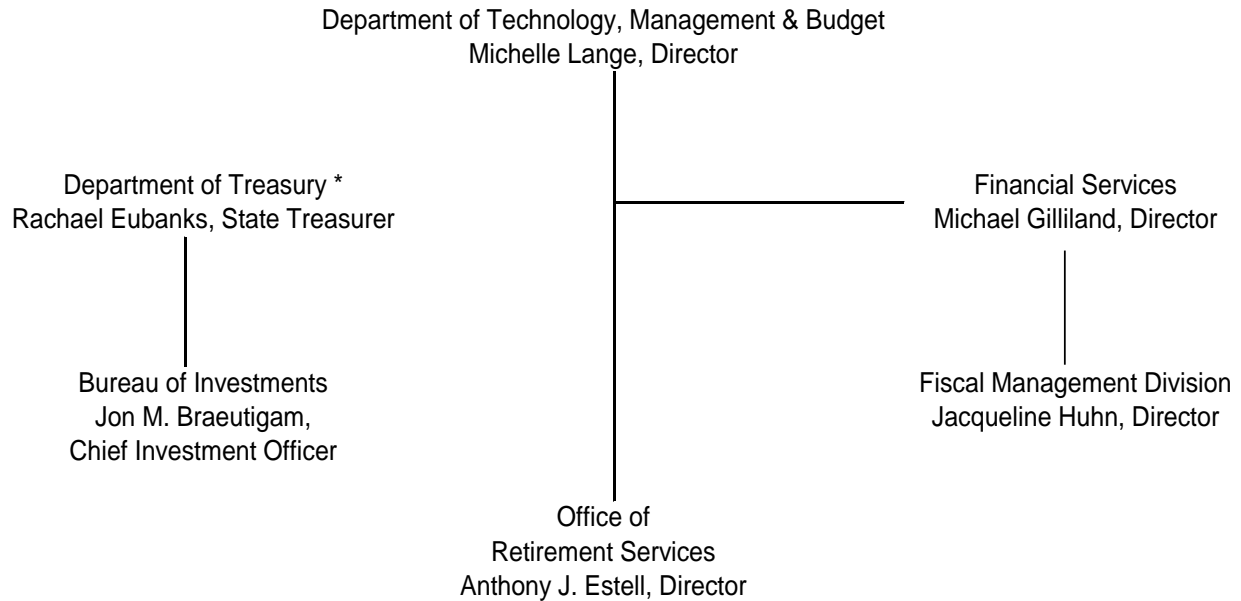 Department of Technology, Management & Budget
Michelle Lange, Director
Department of Treasury *
Rachael Eubanks, State Treasurer
Financial Services
Michael Gilliland, Director
Bureau of Investments
Jon M. Braeutigam,
Chief Investment Officer
Fiscal Management Division
Jacqueline Huhn, Director
Office of
Retirement Services
Anthony J. Estell, Director